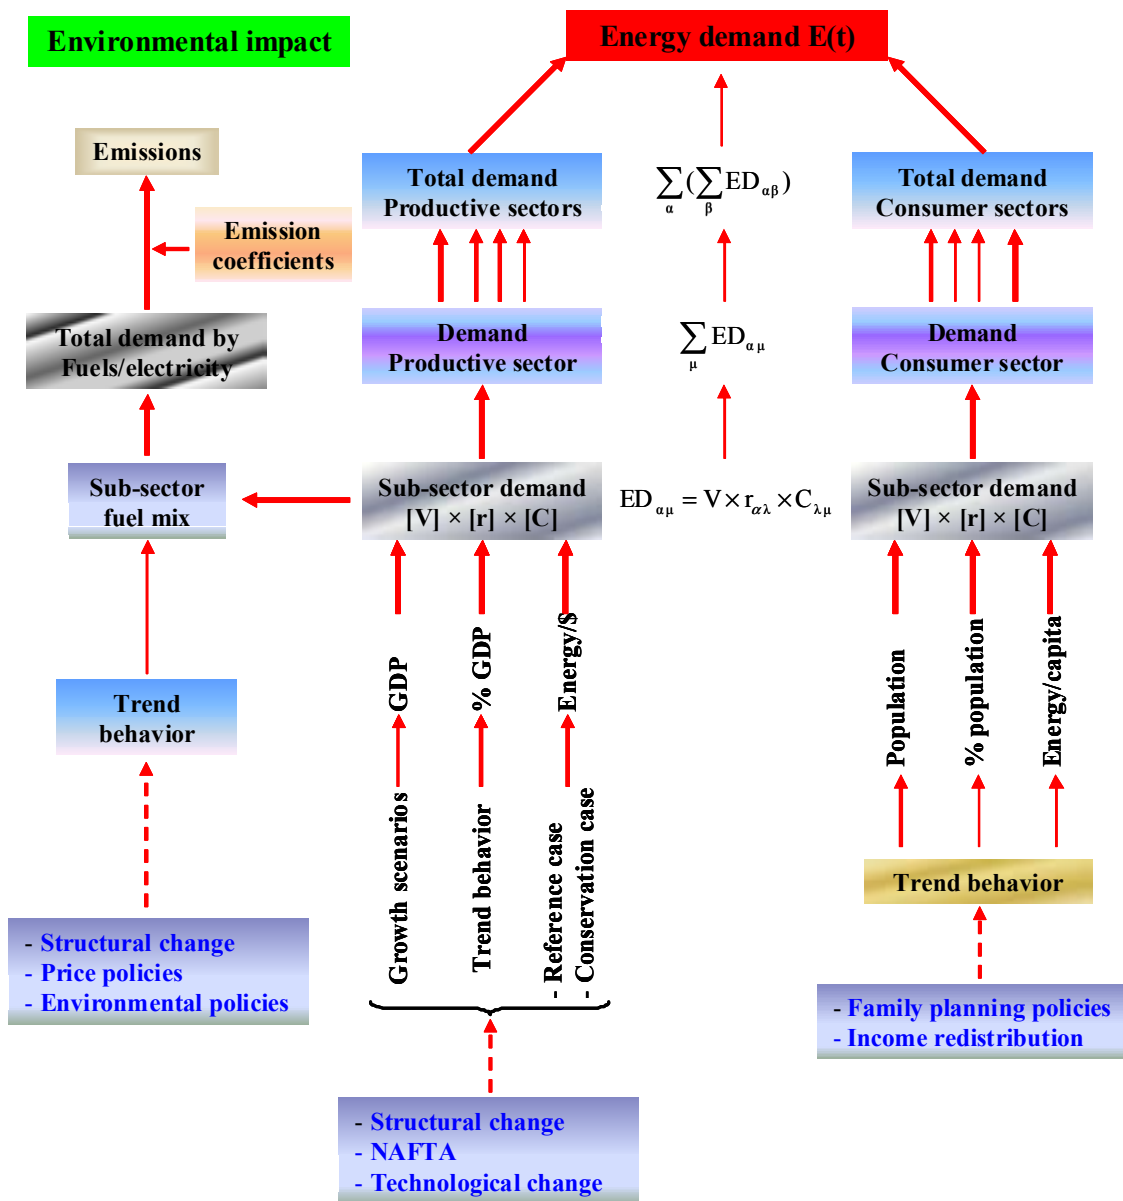 Environmental impact
Energy demand E(t)
Emissions
Emission
coefficients
Total demand by
Fuels/electricity
Sub-sector
fuel mix
Trend
behavior
- Structural change
- Price policies
- Environmental policies
Total demand
Productive sectors
Demand
Productive sector
Sub-sector demand
[V] × [r] × [C]
GDP
% GDP
Energy/$
Growth scenarios
Trend behavior
- Reference case
- Conservation case
- Structural change
- NAFTA
- Technological change
∑α(∑β EDαβ)
∑μ EDαμ
EDαμ = V × rαλ × Cλμ
Total demand
Consumer sectors
Demand
Consumer sector
Sub-sector demand
[V] × [r] × [C]
Population
% population
Energy/capita
Trend behavior
- Family planning policies
- Income redistribution